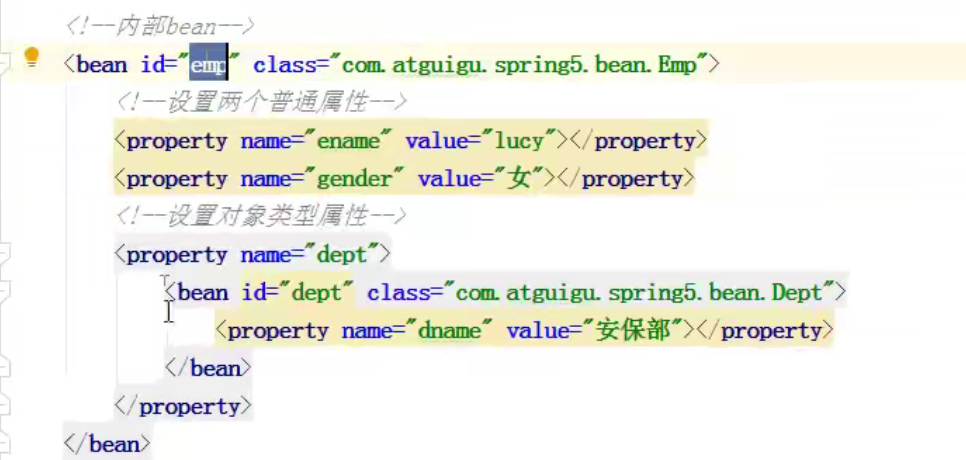 <!--内部bean-->
<bean id="emp" class="com.atguigu.spring5.bean.Emp">
<!--设置两个普通属性-->
<property name="ename" value="lucy"></property>
<property name="gender" value="女"></property>
<!--设置对象类型属性-->
<property name="dept">
<bean id="dept" class="com.atguigu.spring5.bean.Dept">
<property name="dname" value="安保部"></property>
</bean>
</property>
</bean>